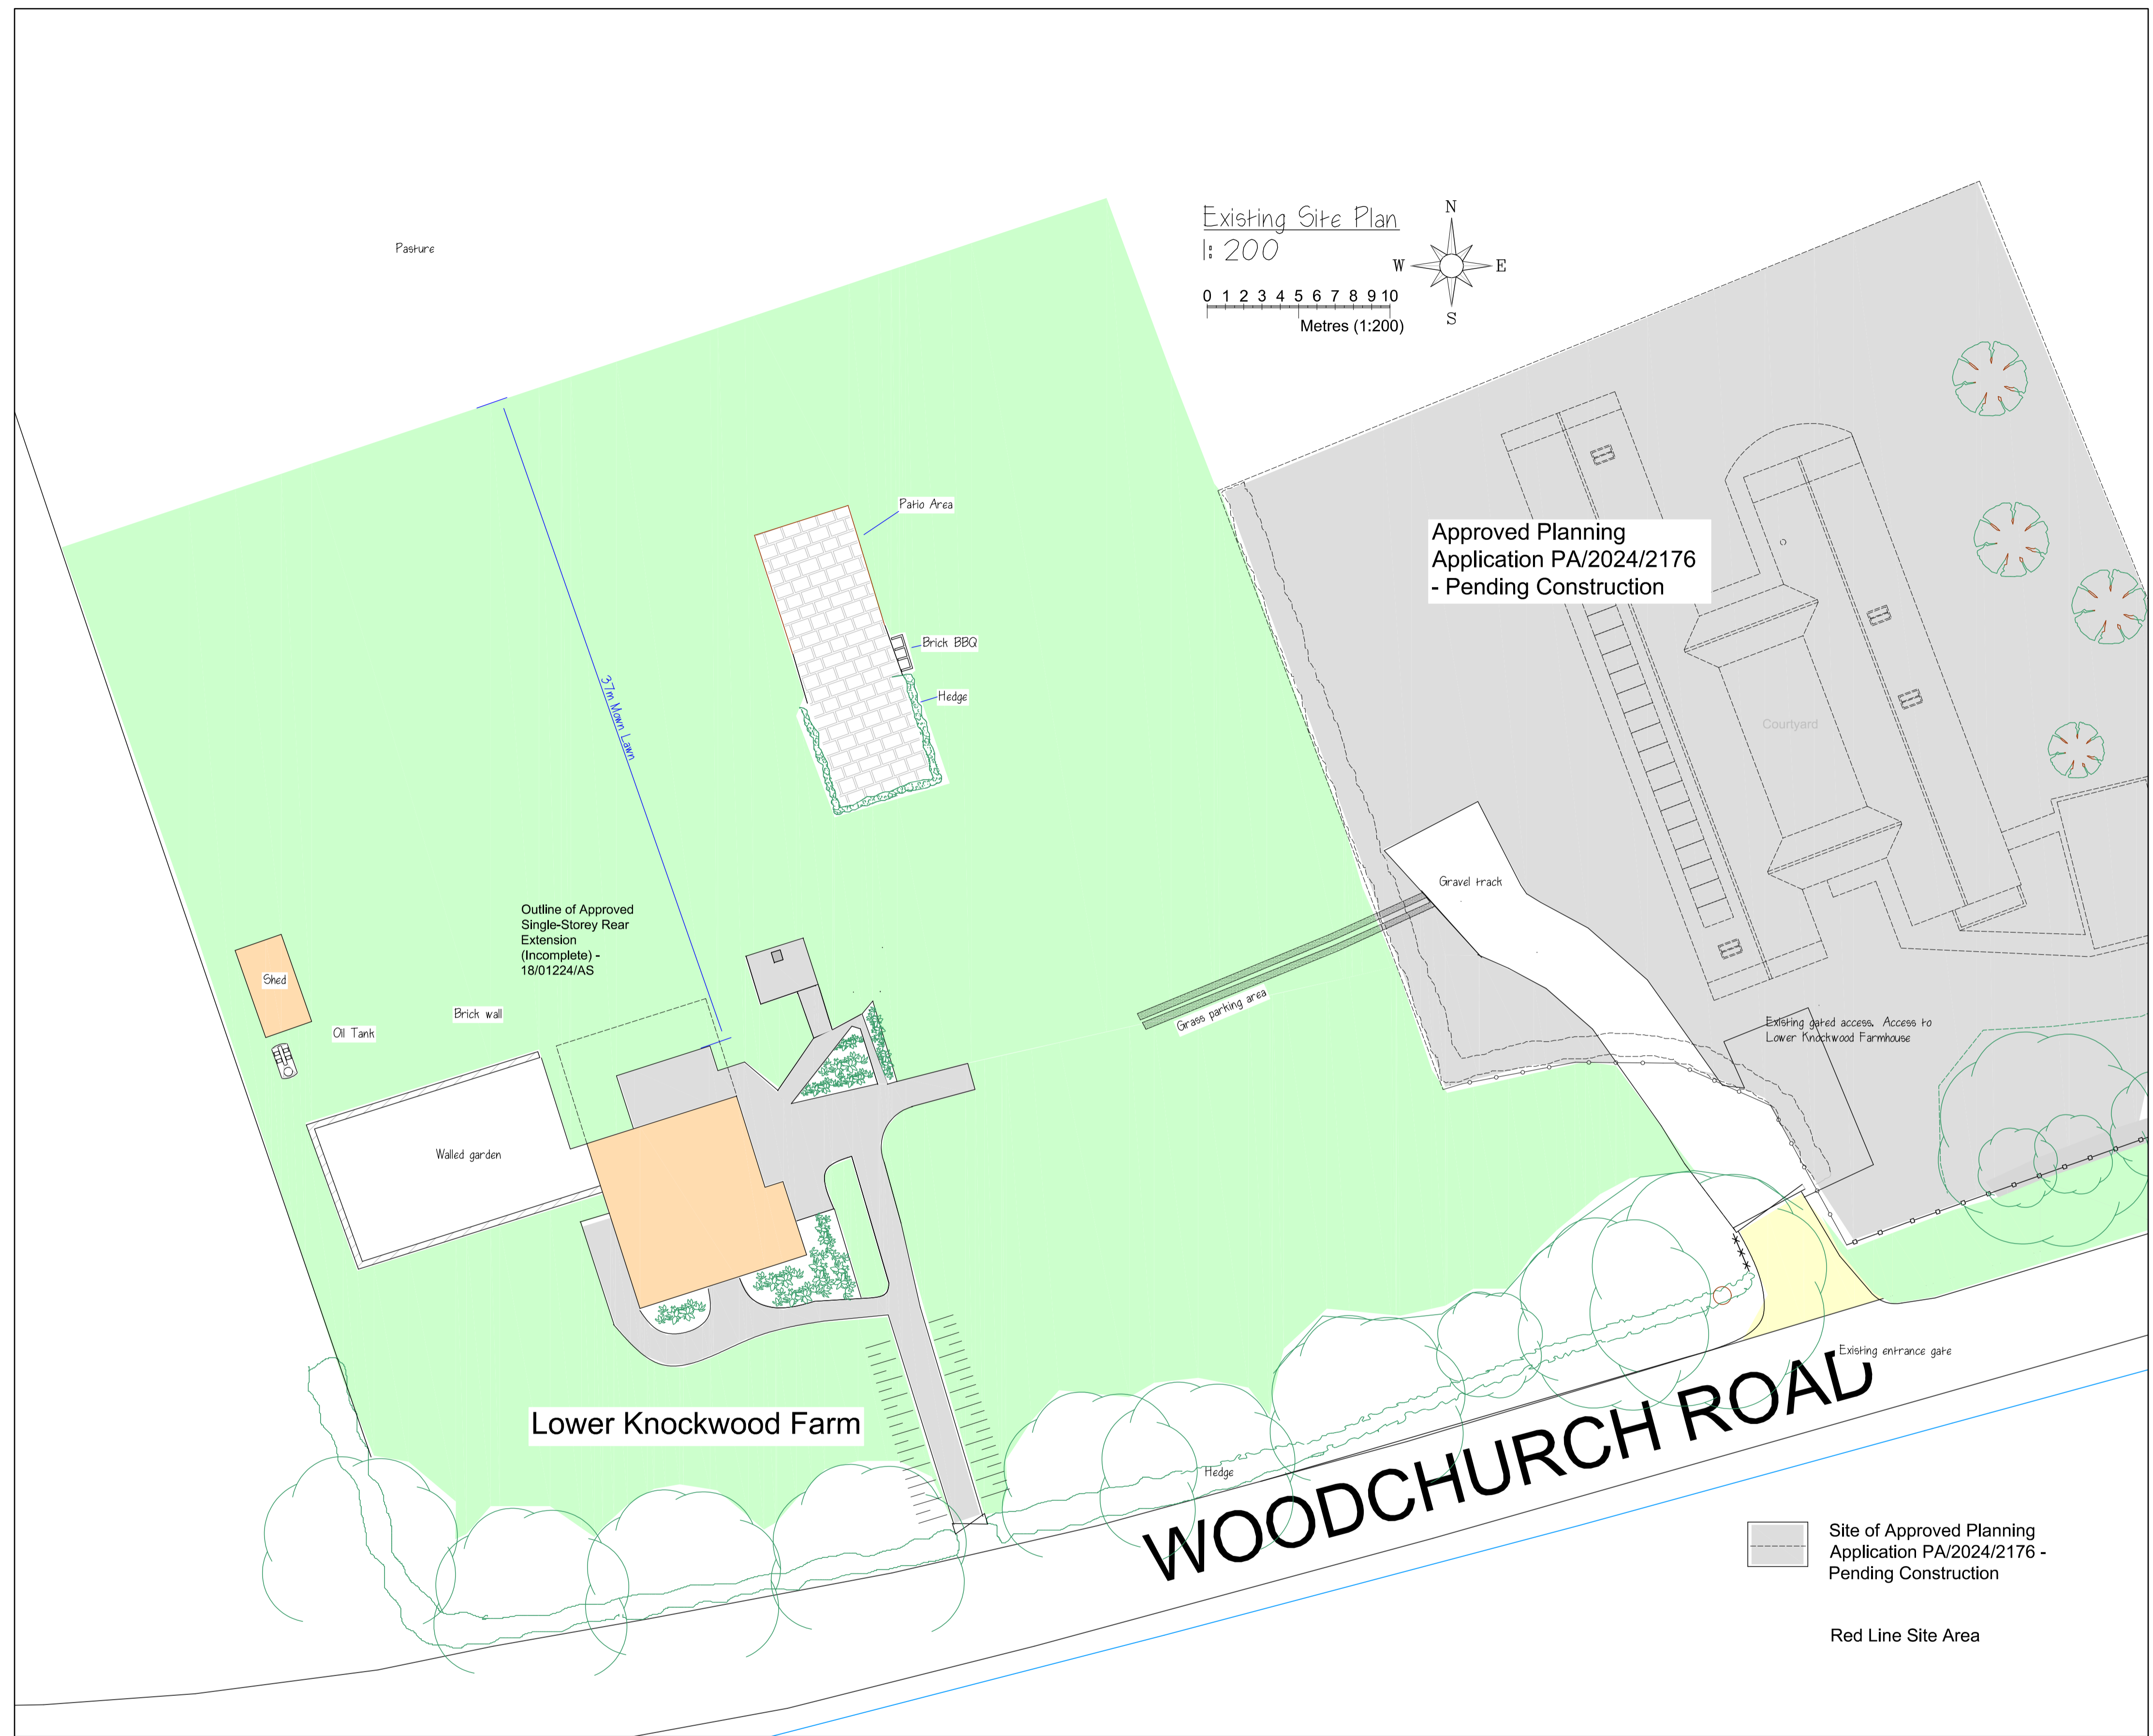 Existing Site Plan
1:200
N
W
E
S
0 1 2 3 4 5 6 7 8 9 10
Metres (1:200)
Pasture
Patio Area
Approved Planning
Application PA/2024/2176
- Pending Construction
Brick BBQ
Hedge
37m Mown Lawn
Courtyard
Gravel track
Outline of Approved
Single-Storey Rear
Extension
(Incomplete) -
18/01224/AS
Shed
Brick wall
Oil Tank
Grass parking area
Existing gated access. Access to
Lower Knockwood Farmhouse
Walled garden
Existing entrance gate
Lower Knockwood Farm
Hedge
WOODCHURCH ROAD
Site of Approved Planning
Application PA/2024/2176 -
Pending Construction
Red Line Site Area